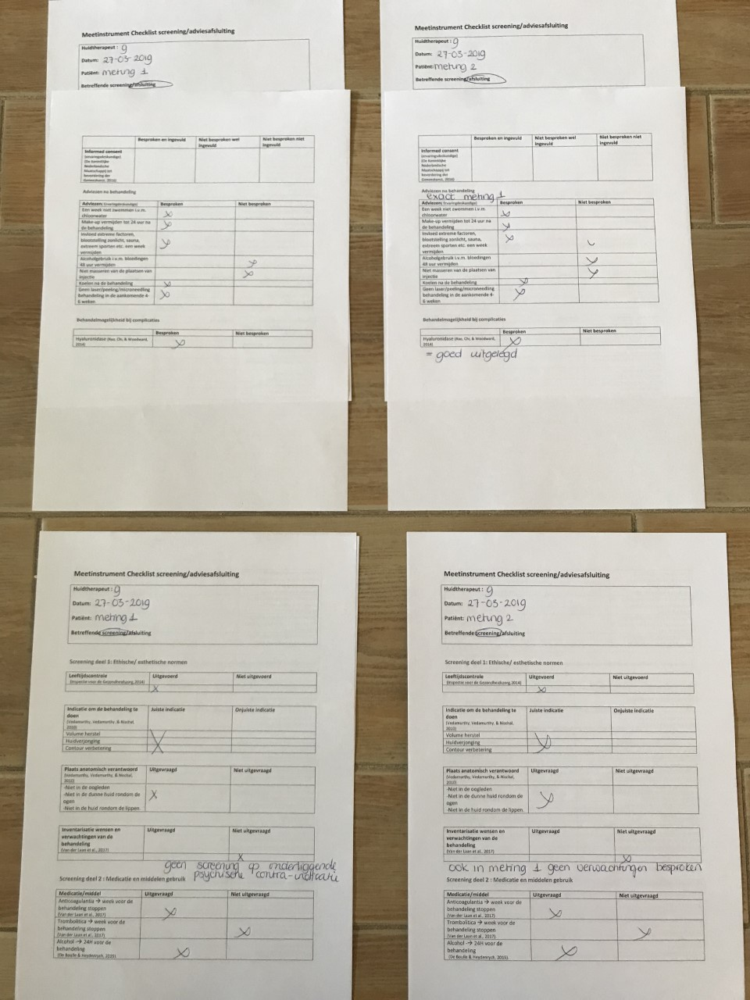 Meetinstrument Checklist screening/adviesafsluiting
Huidtherapeut : g
Datum: 27-03-2019
Patiënt: meting 1
Betreffende screening/afsluiting
Besproken en ingevuld Niet besproken wel ingevuld Niet besproken niet ingevuld
Informed consent
(ervaringsdeskundige)
(De Koninklijke
Nederlandsche
Maatschappij tot
bevordering der
Geneeskunst, 2016)
Adviezen na behandeling
Adviezen (Ervaringsdeskundige) Besproken Niet besproken
Een week niet zwemmen i.v.m.
chloorwater x
Make-up vermijden tot 24 uur na
de behandeling x
Invloed extreme factoren,
blootstelling zonlicht, sauna,
extreem sporten etc. een week
vermijden x
Alcoholgebruik i.v.m. bloedingen
48 uur vermijden x
Niet masseren van de plaatsen van
injectie x
Koelen na de behandeling x
Geen laser/peeling/microneedling
behandeling in de aankomende 4-
6 weken x
Behandelmogelijkheid bij complicaties
Besproken Niet besproken
Hyaluronidase (Rao, Chi, & Woodward,
2014) x
Meetinstrument Checklist screening/adviesafsluiting
Huidtherapeut : g
Datum: 27-03-2019
Patiënt: meting 2
Betreffende screening/afsluiting
Besproken en ingevuld Niet besproken wel ingevuld Niet besproken niet ingevuld
Informed consent
(ervaringsdeskundige)
(De Koninklijke
Nederlandsche
Maatschappij tot
bevordering der
Geneeskunst, 2016)
Adviezen na behandeling
exact meting 1
Adviezen (Ervaringsdeskundige) Besproken Niet besproken
Een week niet zwemmen i.v.m.
chloorwater x
Make-up vermijden tot 24 uur na
de behandeling x
Invloed extreme factoren,
blootstelling zonlicht, sauna,
extreem sporten etc. een week
vermijden x
Alcoholgebruik i.v.m. bloedingen
48 uur vermijden x
Niet masseren van de plaatsen van
injectie x
Koelen na de behandeling x
Geen laser/peeling/microneedling
behandeling in de aankomende 4-
6 weken x
Behandelmogelijkheid bij complicaties
Besproken Niet besproken
Hyaluronidase (Rao, Chi, & Woodward,
2014) x
= goed uitgelegd
Meetinstrument Checklist screening/adviesafsluiting
Huidtherapeut : g
Datum: 27-03-2019
Patiënt: meting 1
Betreffende screening/afsluiting
Screening deel 1: Ethische/ esthetische normen
Leeftijdscontrole Uitgevoerd Niet uitgevoerd
(Inspectie voor de Gezondheidszorg, 2014)
x
Indicatie om de behandeling te Juiste indicatie Onjuiste indicatie
doen
(Vedamurthy, Vedamurthy, & Nischal,
2010)
Volume herstel
Huidverjonging x
Contour verbetering
Plaats anatomisch verantwoord Uitgevraagd Niet uitgevraagd
(Vedamurthy, Vedamurthy, & Nischal,
2010)
-Niet in de oogleden
-Niet in de dunne huid rondom de x
ogen
-Niet in de huid rondom de lippen
Inventarisatie wensen en Uitgevraagd Niet uitgevraagd
verwachtingen van de
behandeling
(Van der Laan et al., 2017)
x
geen screening op onderliggende
psychische contra-indicatie
Screening deel 2 : Medicatie en middelen gebruik
Medicatie/middel Uitgevraagd Niet uitgevraagd
Anticoagulantia → week voor de
behandeling stoppen x
(Van der Laan et al., 2017)
Trombolitica → week voor de
behandeling stoppen x
(Van der Laan et al., 2017)
Alcohol → 24H voor de
behandeling x
(De Boulle & Heydenrych, 2015)
Meetinstrument Checklist screening/adviesafsluiting
Huidtherapeut : g
Datum: 27-03-2019
Patiënt: meting 2
Betreffende screening/afsluiting
Screening deel 1: Ethische/ esthetische normen
Leeftijdscontrole Uitgevoerd Niet uitgevoerd
(Inspectie voor de Gezondheidszorg, 2014)
x
Indicatie om de behandeling te Juiste indicatie Onjuiste indicatie
doen
(Vedamurthy, Vedamurthy, & Nischal,
2010)
Volume herstel
Huidverjonging x
Contour verbetering
Plaats anatomisch verantwoord Uitgevraagd Niet uitgevraagd
(Vedamurthy, Vedamurthy, & Nischal,
2010)
-Niet in de oogleden
-Niet in de dunne huid rondom de x
ogen
-Niet in de huid rondom de lippen
Inventarisatie wensen en Uitgevraagd Niet uitgevraagd
verwachtingen van de
behandeling
(Van der Laan et al., 2017)
x
ook in meting 1 geen verwachtingen besproken
Screening deel 2 : Medicatie en middelen gebruik
Medicatie/middel Uitgevraagd Niet uitgevraagd
Anticoagulantia → week voor de
behandeling stoppen x
(Van der Laan et al., 2017)
Trombolitica → week voor de
behandeling stoppen x
(Van der Laan et al., 2017)
Alcohol → 24H voor de
behandeling x
(De Boulle & Heydenrych, 2015)